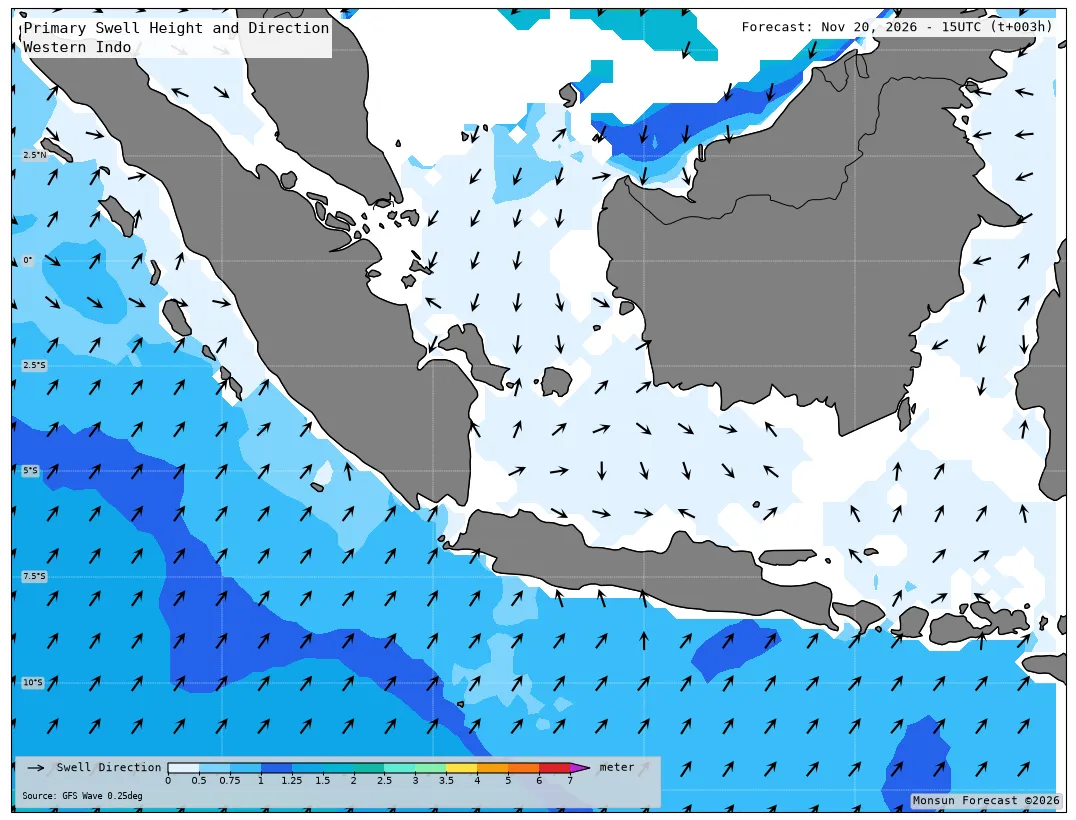 Primary Swell Height and Direction
Western Indo
Forecast: Nov 20, 2026 - 15UTC (t+003h)
2.5°N
0°
2.5°S
5°S
7.5°S
10°S
Swell Direction
0 0.5 0.75 1 1.25 1.5 2 2.5 3 3.5 4 5 6 7
meter
Source: GFS Wave 0.25deg
Monsun Forecast ©2026